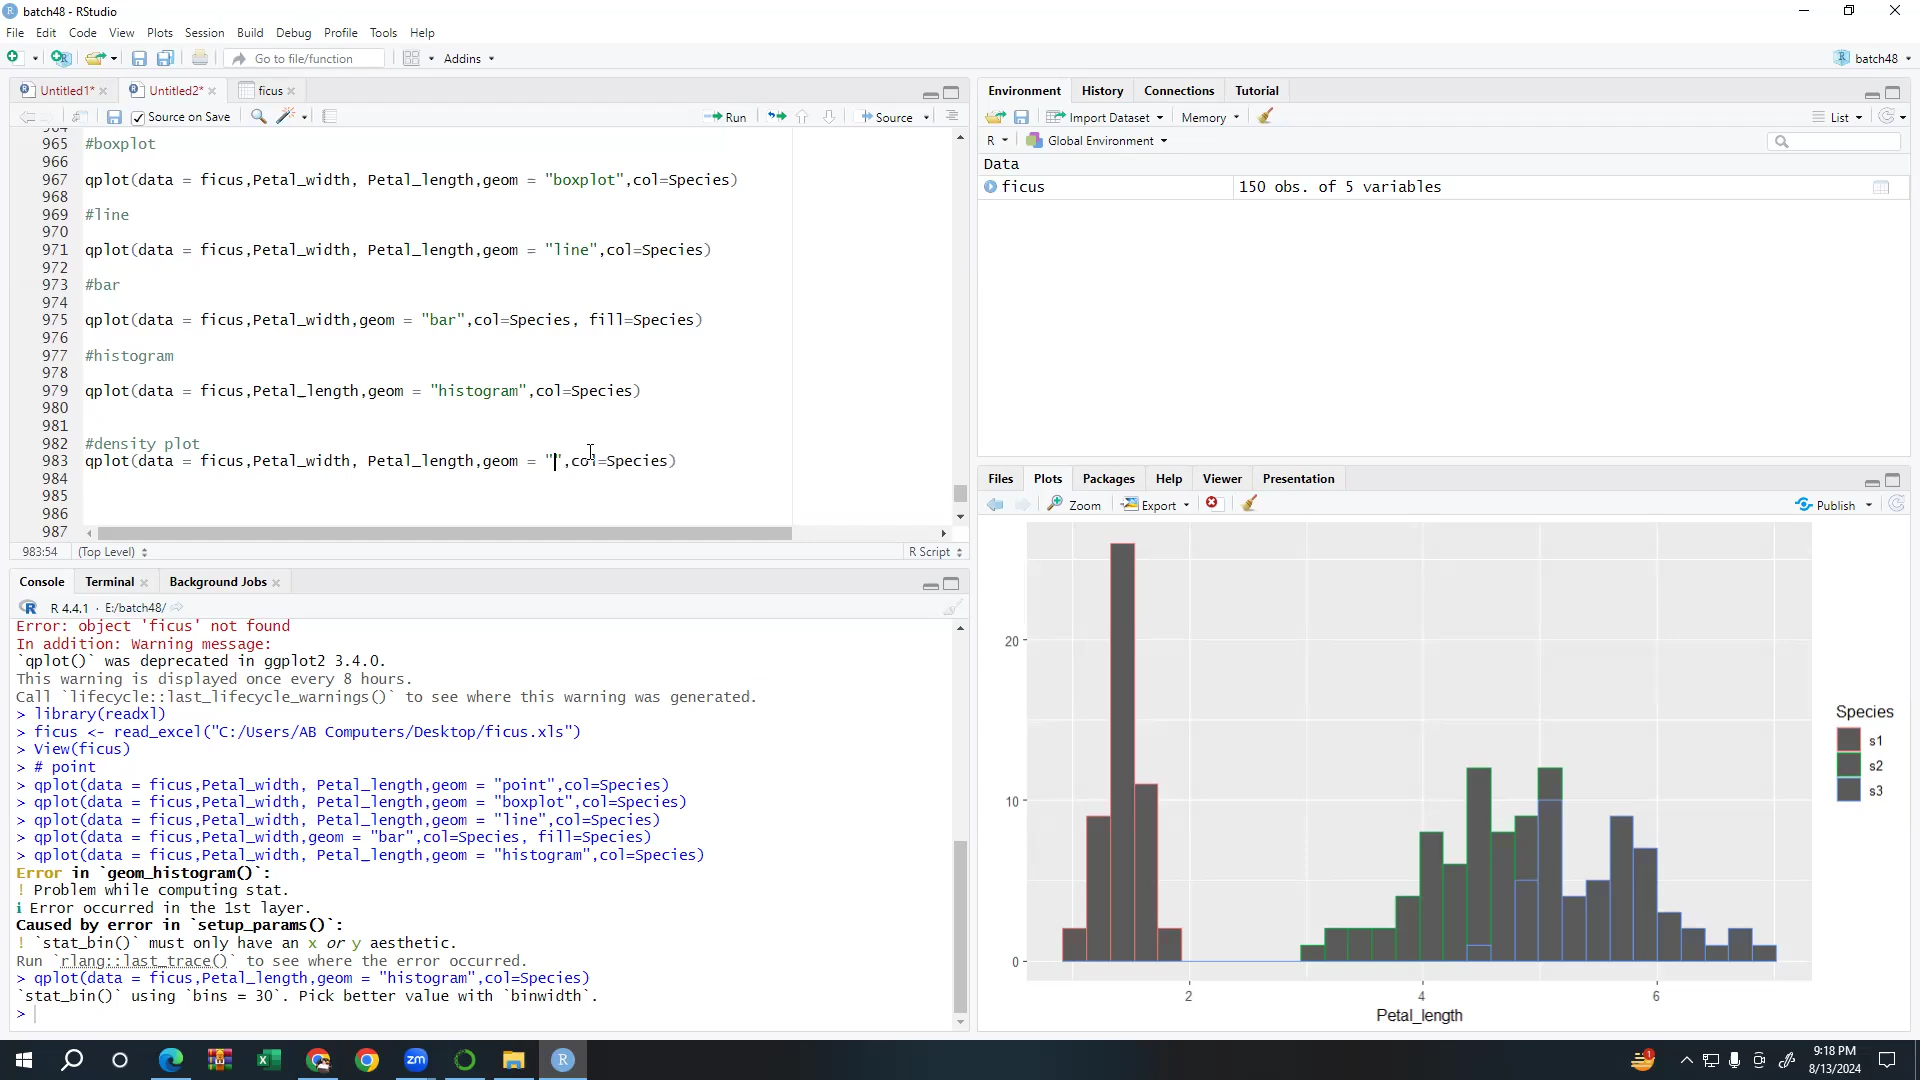 batch48 - RStudio
File Edit Code View Plots Session Build Debug Profile Tools Help
Go to file/function Addins batch48
Untitled1* Untitled2* ficus
Source on Save Run Source
964
965 #boxplot
966
967 qplot(data = ficus,Petal_width, Petal_length,geom = "boxplot",col=Species)
968
969 #line
970
971 qplot(data = ficus,Petal_width, Petal_length,geom = "line",col=Species)
972
973 #bar
974
975 qplot(data = ficus,Petal_width,geom = "bar",col=Species, fill=Species)
976
977 #histogram
978
979 qplot(data = ficus,Petal_length,geom = "histogram",col=Species)
980
981
982 #density plot
983 qplot(data = ficus,Petal_width, Petal_length,geom = "",col=Species)
984
985
986
987
983:54 (Top Level) R Script
Console Terminal Background Jobs
R 4.4.1 · E:/batch48/
Error: object 'ficus' not found
In addition: Warning message:
`qplot()` was deprecated in ggplot2 3.4.0.
This warning is displayed once every 8 hours.
Call `lifecycle::last_lifecycle_warnings()` to see where this warning was generated.
> library(readxl)
> ficus <- read_excel("C:/Users/AB Computers/Desktop/ficus.xls")
> View(ficus)
> # point
> qplot(data = ficus,Petal_width, Petal_length,geom = "point",col=Species)
> qplot(data = ficus,Petal_width, Petal_length,geom = "boxplot",col=Species)
> qplot(data = ficus,Petal_width, Petal_length,geom = "line",col=Species)
> qplot(data = ficus,Petal_width,geom = "bar",col=Species, fill=Species)
> qplot(data = ficus,Petal_width, Petal_length,geom = "histogram",col=Species)
Error in `geom_histogram()`:
! Problem while computing stat.
ℹ Error occurred in the 1st layer.
Caused by error in `setup_params()`:
! `stat_bin()` must only have an x or y aesthetic.
Run `rlang::last_trace()` to see where the error occurred.
> qplot(data = ficus,Petal_length,geom = "histogram",col=Species)
`stat_bin()` using `bins = 30`. Pick better value with `binwidth`.
>
Environment History Connections Tutorial
Import Dataset Memory List
R Global Environment
Data
ficus 150 obs. of 5 variables
Files Plots Packages Help Viewer Presentation
Zoom Export Publish
20
10
0
2 4 6
Petal_length
Species
s1
s2
s3
zm
1
9:18 PM
8/13/2024